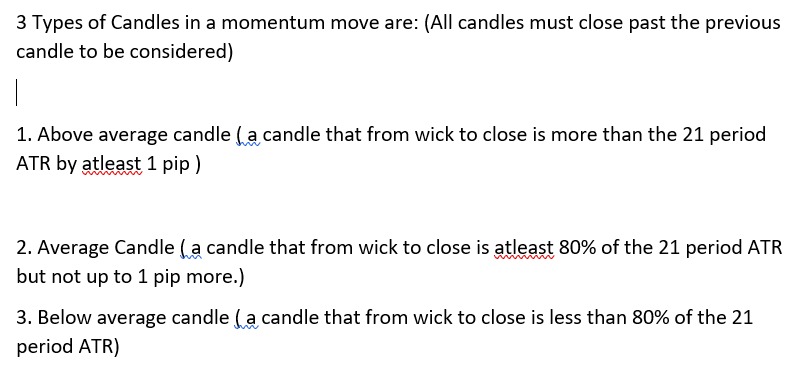 3 Types of Candles in a momentum move are: (All candles must close past the previous
candle to be considered)
1. Above average candle ( a candle that from wick to close is more than the 21 period
ATR by atleast 1 pip )
2. Average Candle ( a candle that from wick to close is atleast 80% of the 21 period ATR
but not up to 1 pip more.)
3. Below average candle ( a candle that from wick to close is less than 80% of the 21
period ATR)